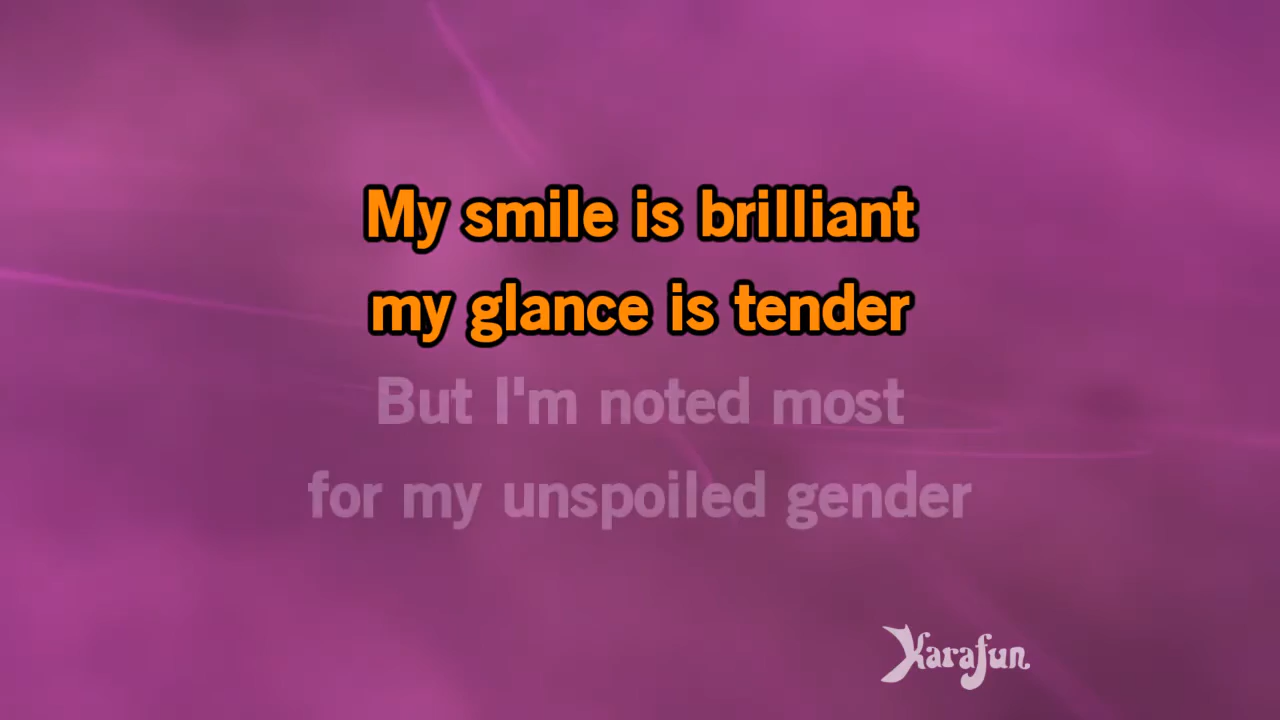 My smile is brilliant
my glance is tender
But I'm noted most
for my unspoiled gender
Karafun